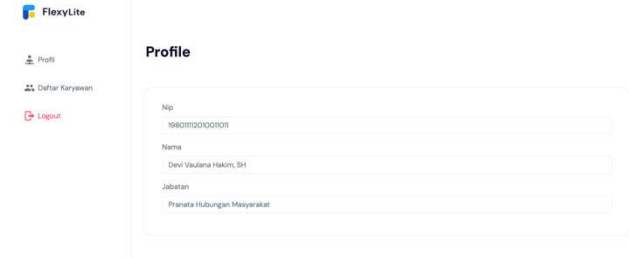 FlexyLite
Profil
Daftar Karyawan
Logout
Profile
Nip
198011112010011011
Nama
Devi Vaulana Hakim, SH
Jabatan
Pranata Hubungan Masyarakat